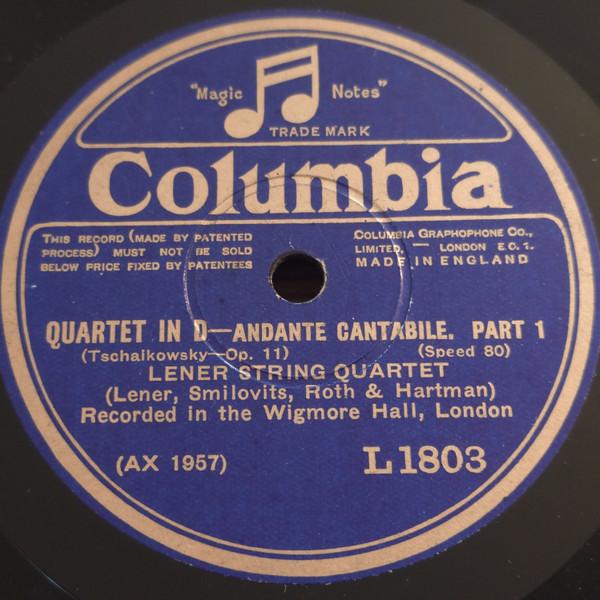 "Magic Notes"
TRADE MARK
Columbia
THIS RECORD (MADE BY PATENTED
PROCESS) MUST NOT BE SOLD
BELOW PRICE FIXED BY PATENTEES
COLUMBIA GRAPHOPHONE CO.,
LIMITED, — LONDON E.C.1.
MADE IN ENGLAND
QUARTET IN D—ANDANTE CANTABILE. PART 1
(Tschaikowsky—Op. 11) (Speed 80)
LENER STRING QUARTET
(Lener, Smilovits, Roth & Hartman)
Recorded in the Wigmore Hall, London
(AX 1957) L1803